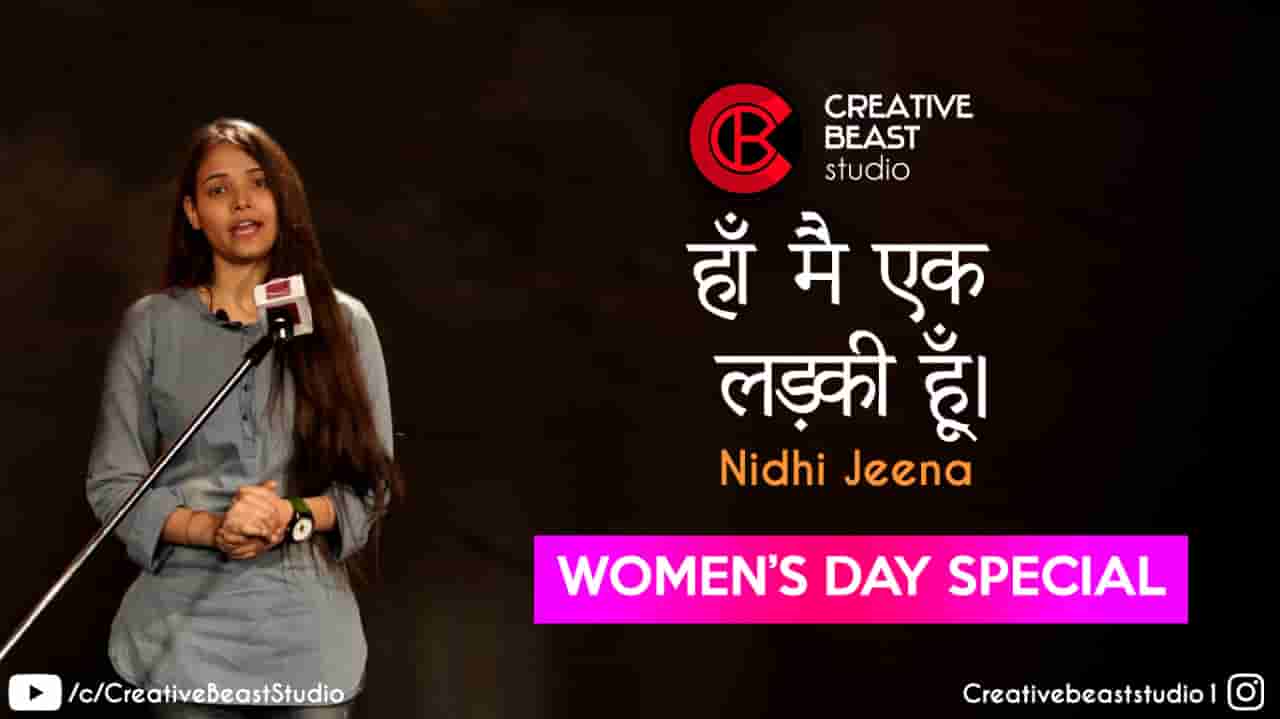 CREATIVE
BEAST
studio
हाँ मै एक
लड़की हूँ।
Nidhi Jeena
WOMEN'S DAY SPECIAL
/c/CreativeBeastStudio
Creativebeaststudio1